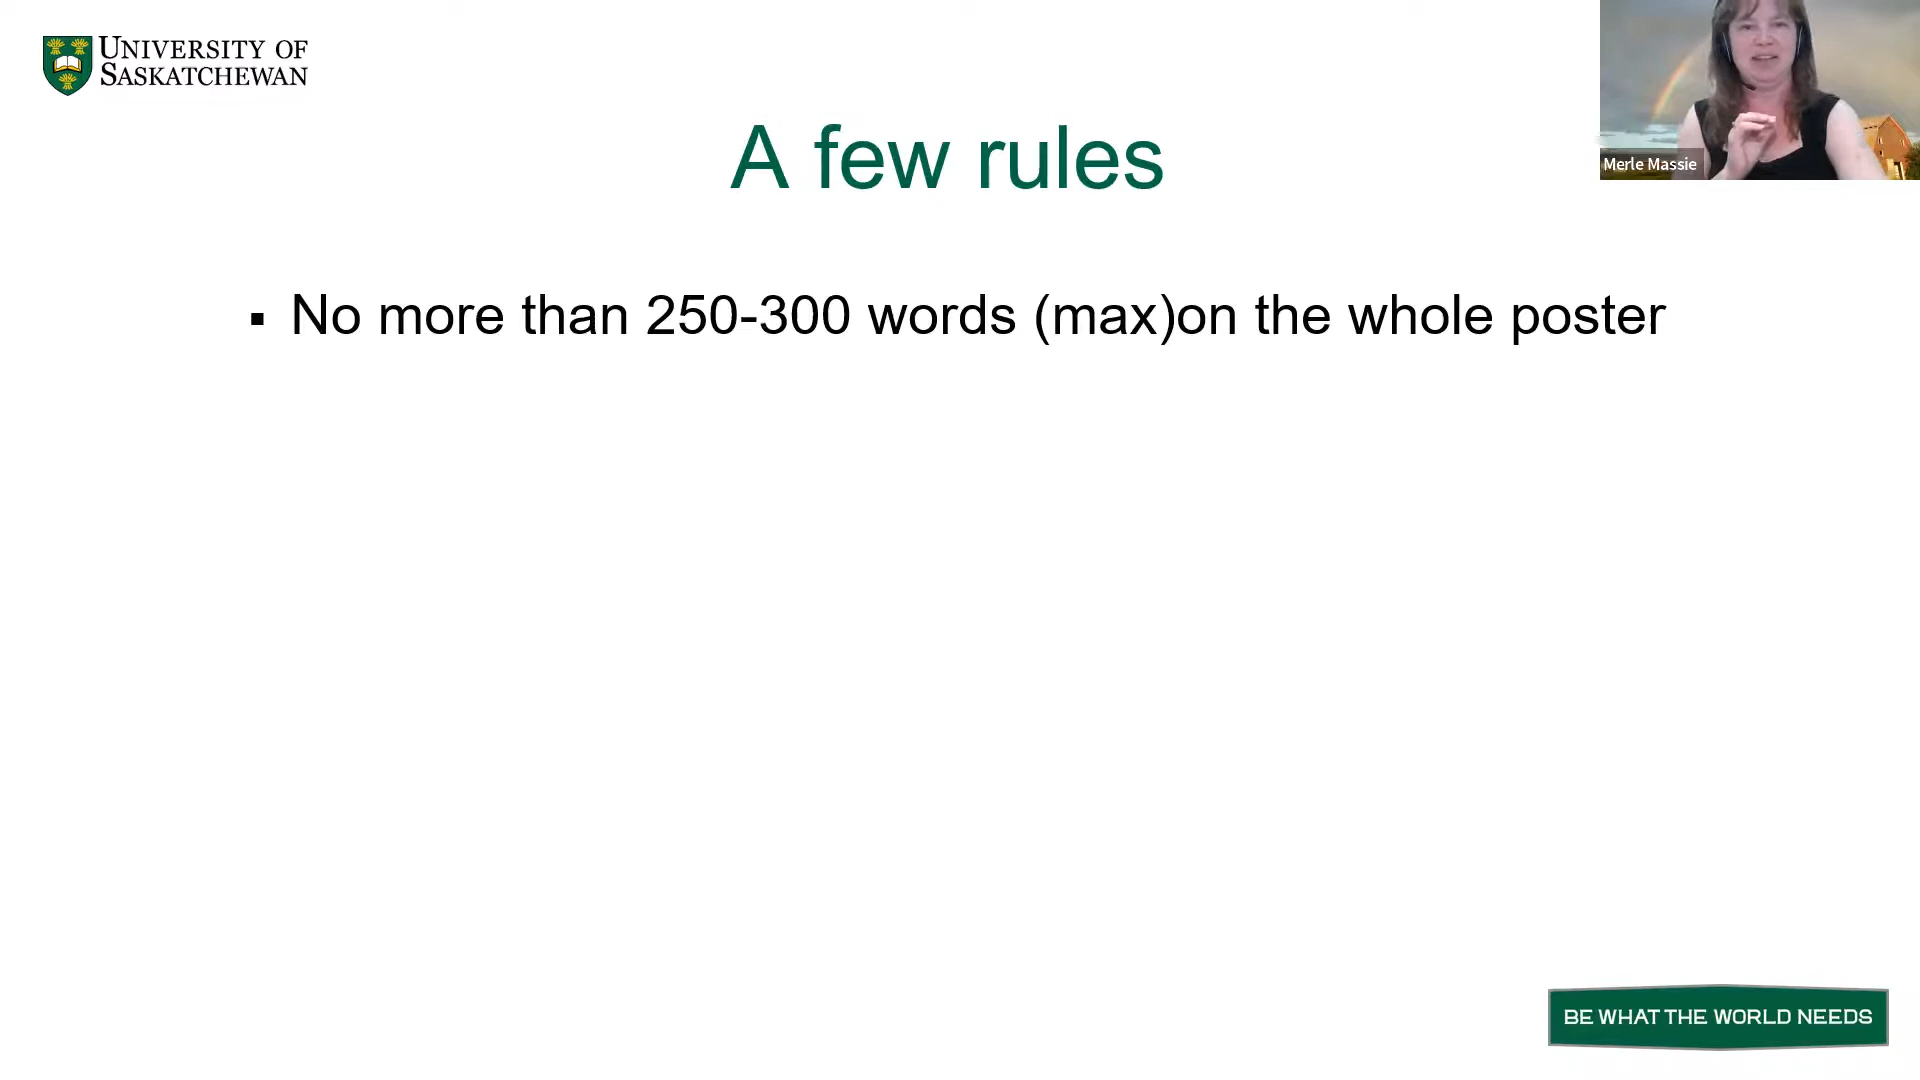 UNIVERSITY OF
SASKATCHEWAN
Merle Massie
A few rules
▪ No more than 250-300 words (max)on the whole poster
BE WHAT THE WORLD NEEDS